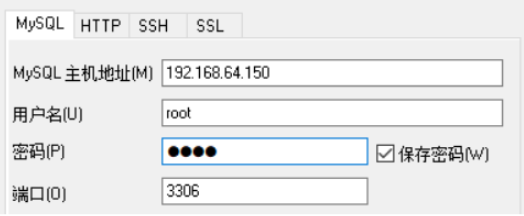 MySQL HTTP SSH SSL
MySQL 主机地址(M) 192.168.64.150
用户名(U) root
密码(P) ●●●● 保存密码(W)
端口(O) 3306